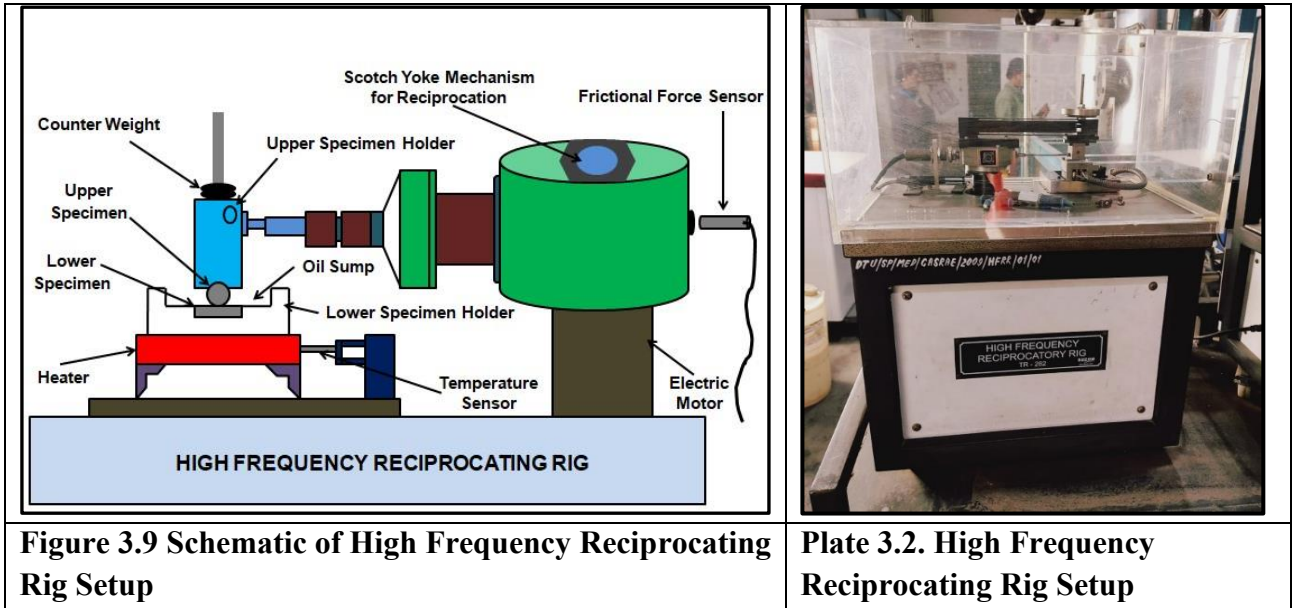 Scotch Yoke Mechanism
for Reciprocation
Frictional Force Sensor
Counter Weight
Upper Specimen Holder
Upper
Specimen
Lower
Specimen
Oil Sump
Lower Specimen Holder
Heater
Temperature
Sensor
Electric
Motor
HIGH FREQUENCY RECIPROCATING RIG
DTU/SP/MED/CASRAE/2009/HFRR/01/01
HIGH FREQUENCY
RECIPROCATORY RIG
TR - 282
Figure 3.9 Schematic of High Frequency Reciprocating
Rig Setup
Plate 3.2. High Frequency
Reciprocating Rig Setup